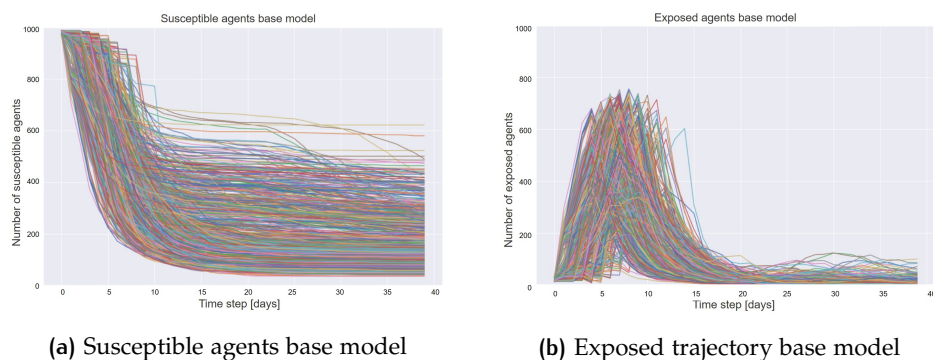 Susceptible agents base model
1000
800
600
400
200
0
Number of susceptible agents
0 5 10 15 20 25 30 35 40
Time step [days]
(a) Susceptible agents base model
Exposed agents base model
1000
800
600
400
200
0
Number of exposed agents
0 5 10 15 20 25 30 35 40
Time step [days]
(b) Exposed trajectory base model